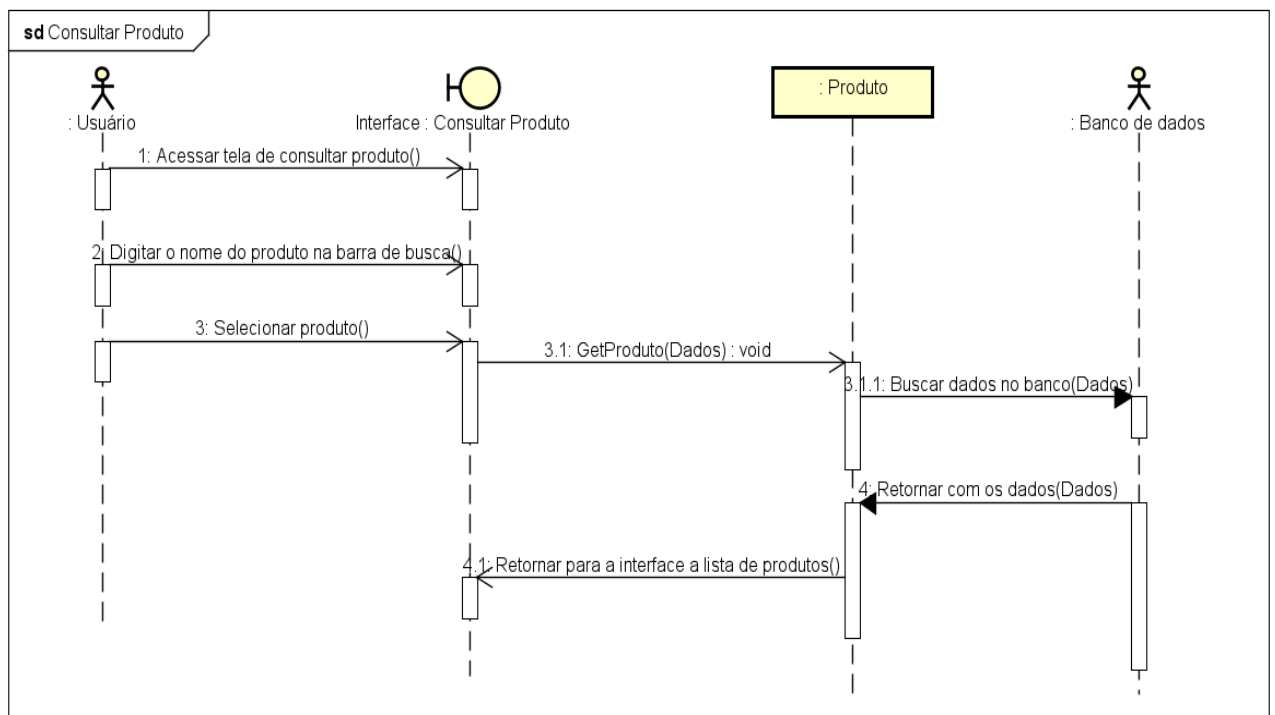 sd Consultar Produto
: Usuário
Interface : Consultar Produto
: Produto
: Banco de dados
1: Acessar tela de consultar produto()
2: Digitar o nome do produto na barra de busca()
3: Selecionar produto()
3.1: GetProduto(Dados) : void
3.1.1: Buscar dados no banco(Dados)
4: Retornar com os dados(Dados)
4.1: Retornar para a interface a lista de produtos()